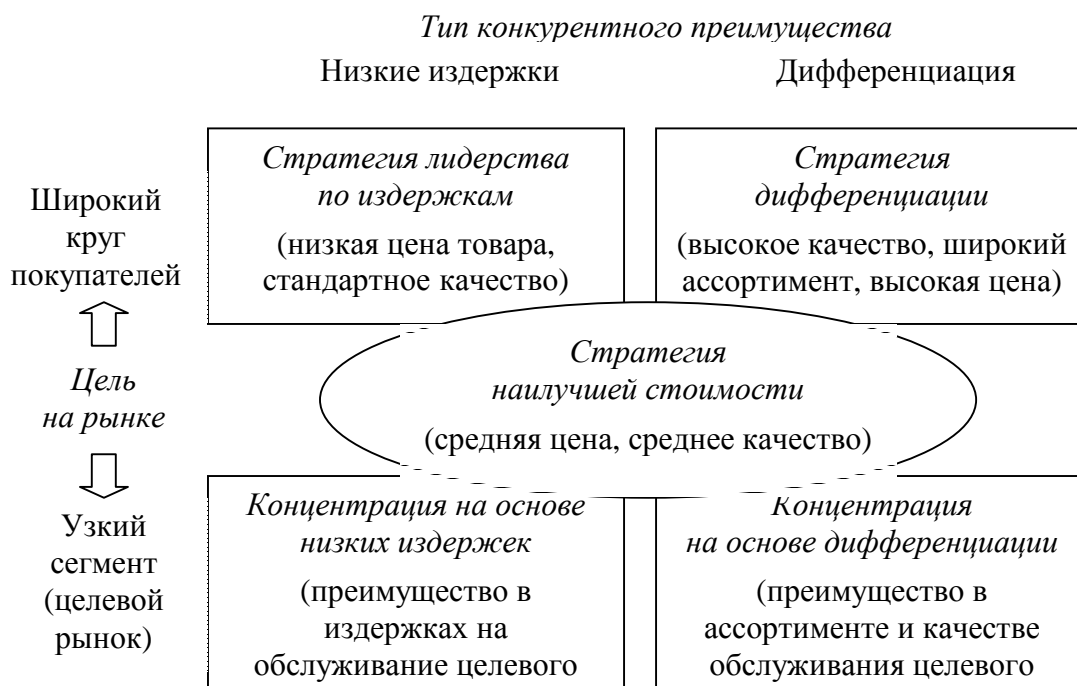 Тип конкурентного преимущества
Низкие издержки
Дифференциация
Широкий
круг
покупателей
Цель
на рынке
Узкий
сегмент
(целевой
рынок)
Стратегия лидерства
по издержкам
(низкая цена товара,
стандартное качество)
Стратегия
дифференциации
(высокое качество, широкий
ассортимент, высокая цена)
Стратегия
наилучшей стоимости
(средняя цена, среднее качество)
Концентрация на основе
низких издержек
(преимущество в
издержках на
обслуживание целевого
Концентрация
на основе дифференциации
(преимущество в
ассортименте и качестве
обслуживания целевого